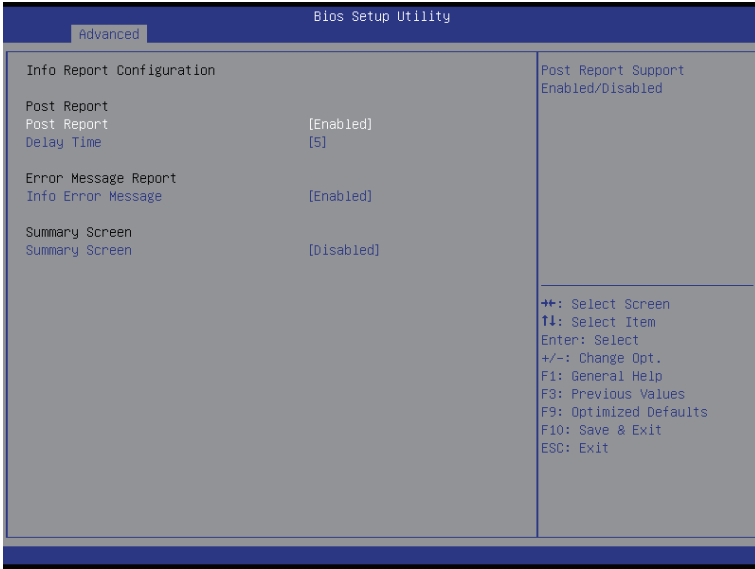 Bios Setup Utility
Advanced
Info Report Configuration
Post Report
Post Report [Enabled]
Delay Time [5]
Error Message Report
Info Error Message [Enabled]
Summary Screen
Summary Screen [Disabled]
Post Report Support
Enabled/Disabled
→←: Select Screen
↑↓: Select Item
Enter: Select
+/-: Change Opt.
F1: General Help
F3: Previous Values
F9: Optimized Defaults
F10: Save & Exit
ESC: Exit